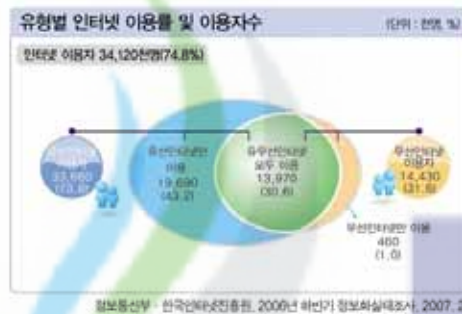 유형별 인터넷 이용률 및 이용자수
(단위 : 천명, %)
인터넷 이용자 34,120천명(74.8%)
33,660
(73.8)
유선인터넷만
이용
19,690
(43.2)
유무선인터넷
모두 이용
13,970
(30.6)
무선인터넷
이용자
14,430
(31.6)
무선인터넷만 이용
460
(1.0)
정보통신부·한국인터넷진흥원, 2006년 하반기 정보화실태조사, 2007. 2